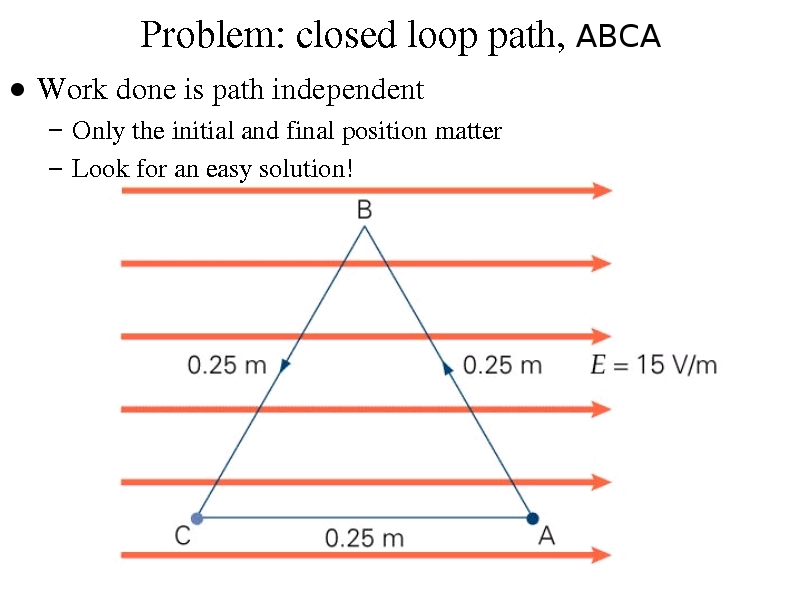 Problem: closed loop path, ABCA
● Work done is path independent
– Only the initial and final position matter
– Look for an easy solution!
B
0.25 m
0.25 m
E = 15 V/m
C
0.25 m
A